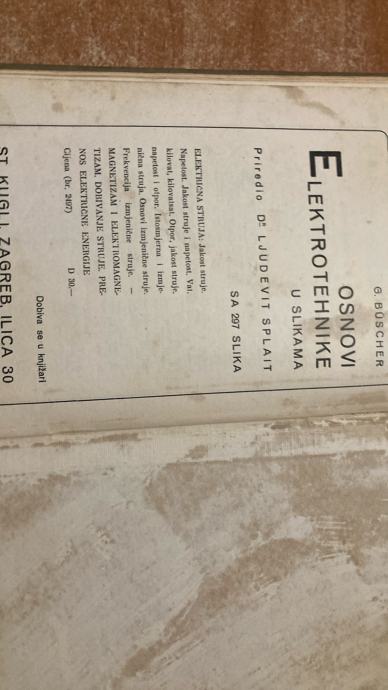 G. BÜSCHER
OSNOVI
ELEKTROTEHNIKE
U SLIKAMA
Priredio Dr LJUDEVIT SPLAIT
SA 297 SLIKA
ELEKTRIČNA STRUJA: Jakost struje.
Napetost. Jakost struje i napetost. Vat,
kilovat, kilovatsat. Otpor, jakost struje,
napetost i otpor. Istosmjerna i izmje-
nična struja. Osnovi izmjenične struje.
Frekvencija izmjenične struje. —
MAGNETIZAM I ELEKTROMAGNE-
TIZAM. DOBIVANJE STRUJE. PRE-
NOS ELEKTRIČNE ENERGIJE
Cijena (br. 2407) D 30.—
Dobiva se u knjižari
ST. KUGLI, ZAGREB, ILICA 30